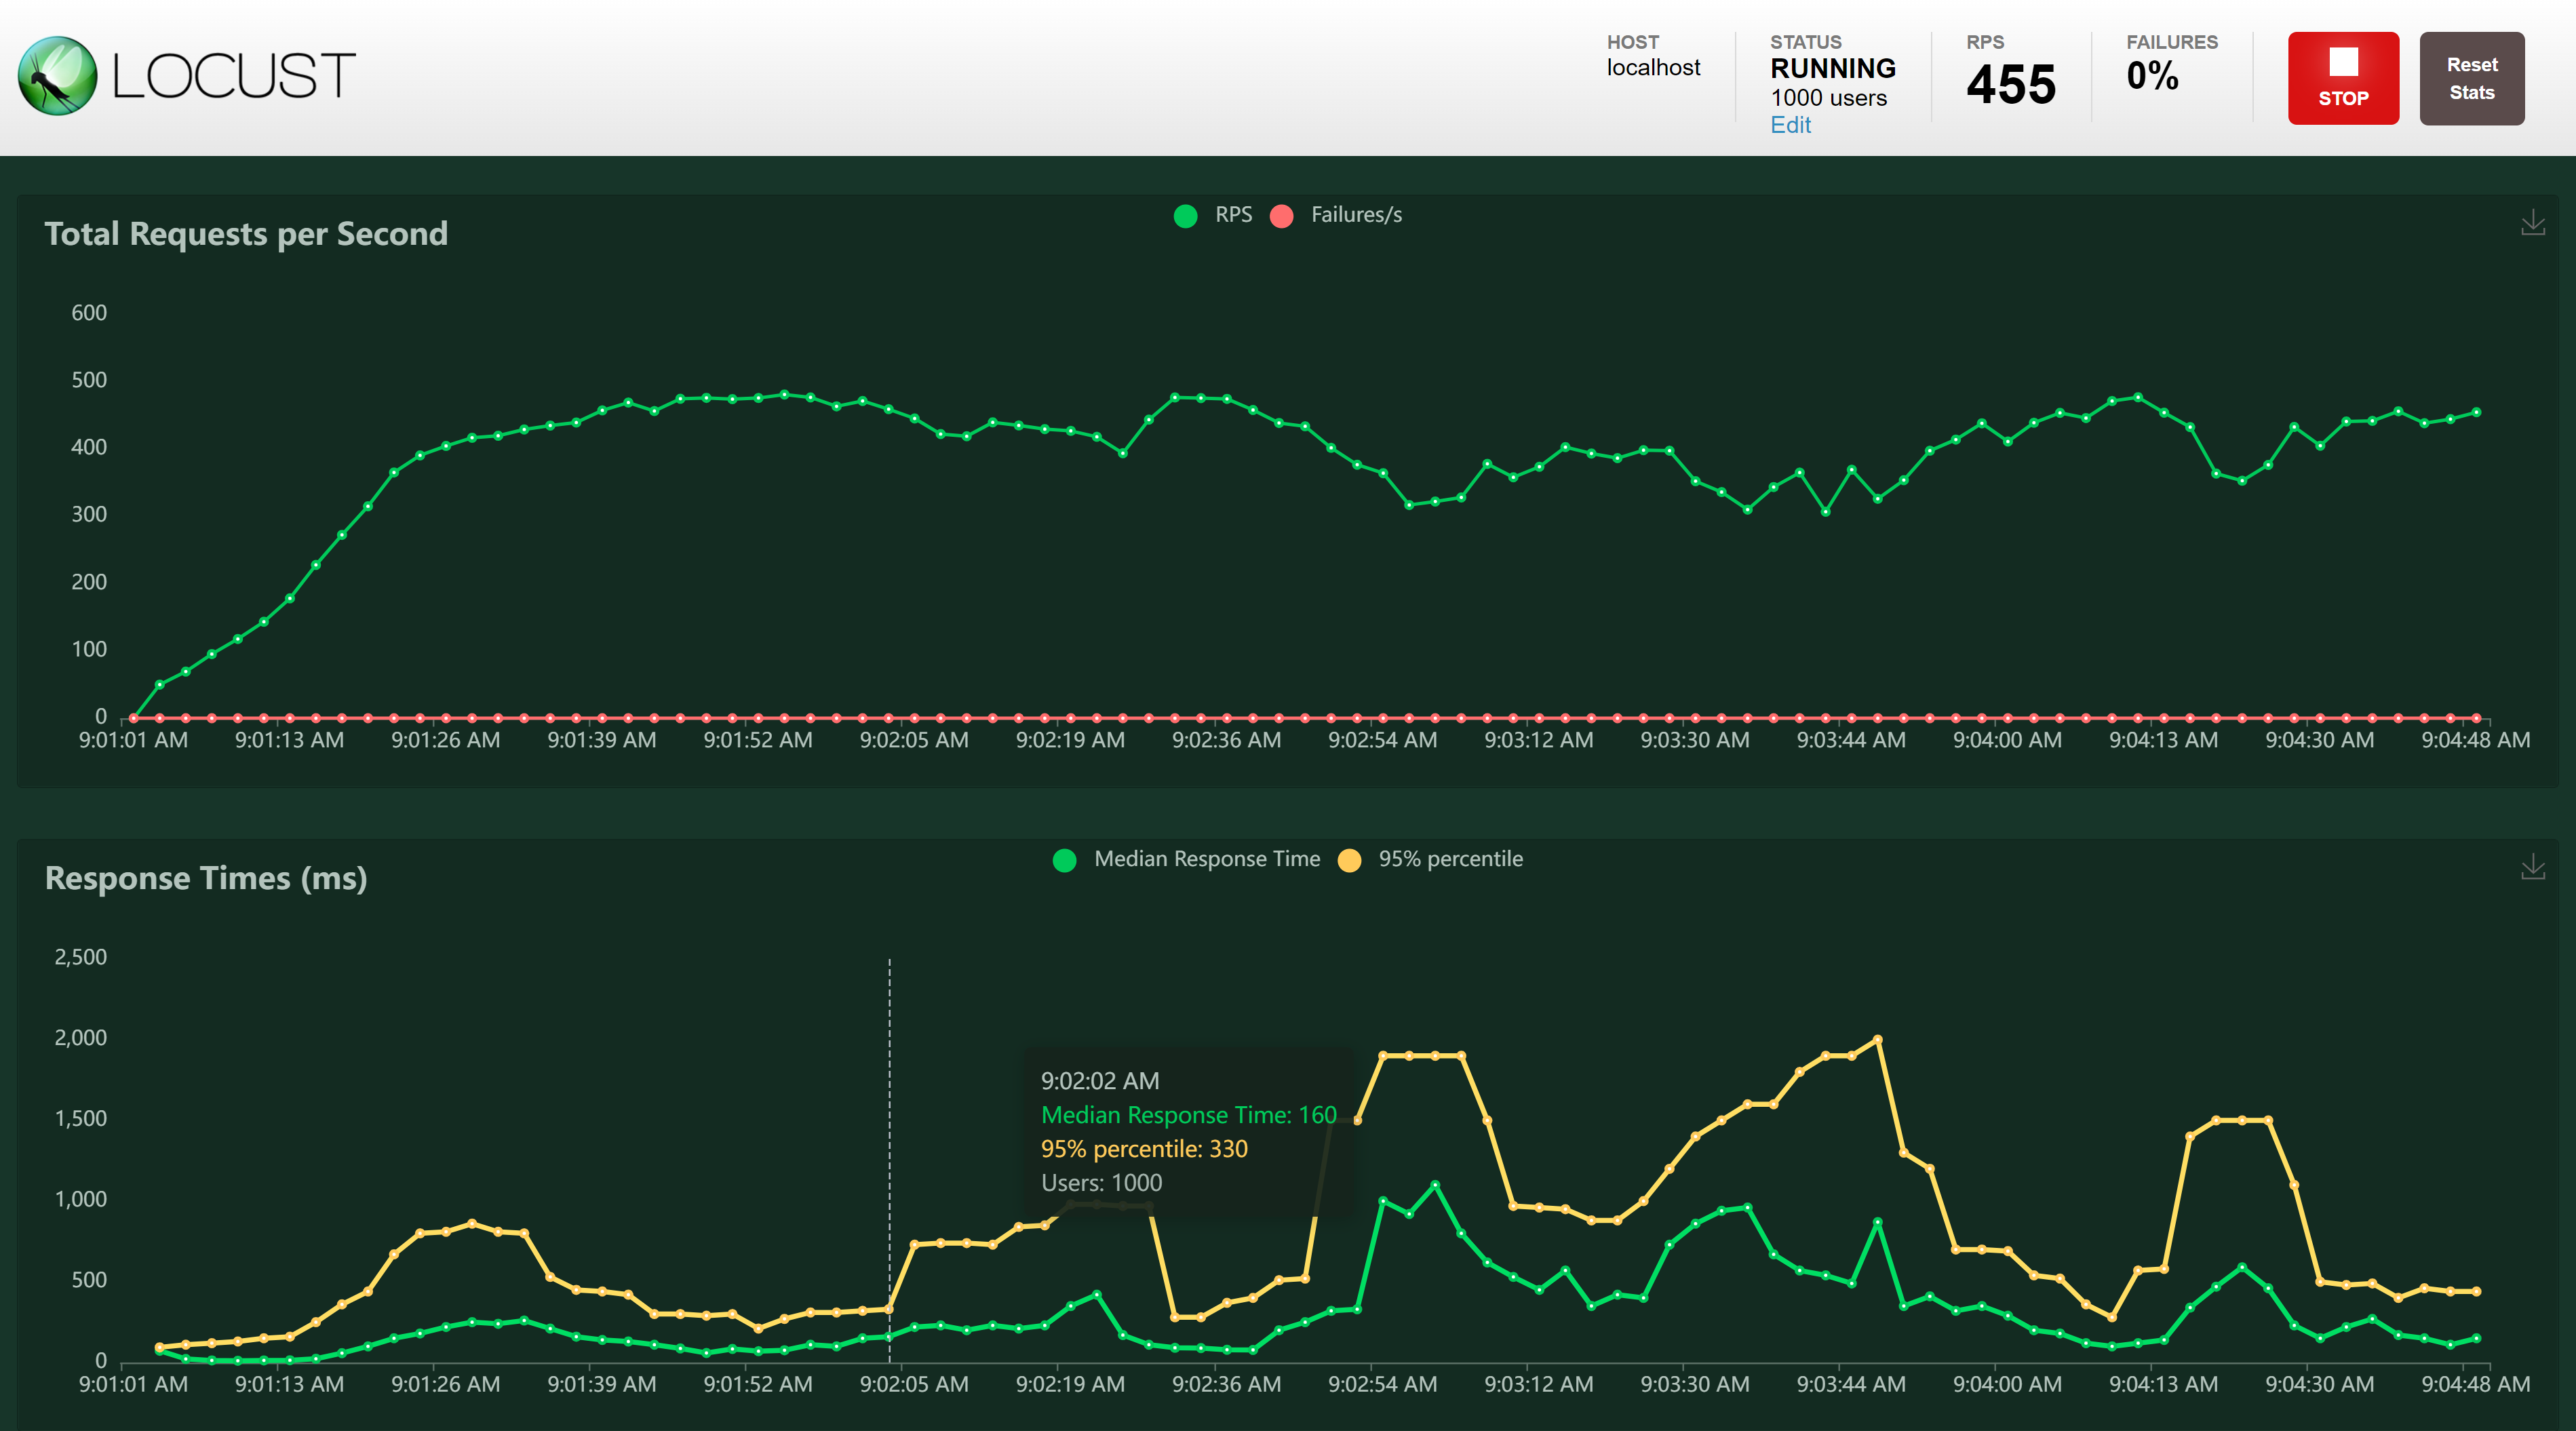 LOCUST
HOST
localhost
STATUS
RUNNING
1000 users
Edit
RPS
455
FAILURES
0%
STOP
Reset
Stats
Total Requests per Second
RPS Failures/s
600
500
400
300
200
100
0
9:01:01 AM 9:01:13 AM 9:01:26 AM 9:01:39 AM 9:01:52 AM 9:02:05 AM 9:02:19 AM 9:02:36 AM 9:02:54 AM 9:03:12 AM 9:03:30 AM 9:03:44 AM 9:04:00 AM 9:04:13 AM 9:04:30 AM 9:04:48 AM
Response Times (ms)
Median Response Time 95% percentile
2,500
2,000
1,500
1,000
500
0
9:02:02 AM
Median Response Time: 160
95% percentile: 330
Users: 1000
9:01:01 AM 9:01:13 AM 9:01:26 AM 9:01:39 AM 9:01:52 AM 9:02:05 AM 9:02:19 AM 9:02:36 AM 9:02:54 AM 9:03:12 AM 9:03:30 AM 9:03:44 AM 9:04:00 AM 9:04:13 AM 9:04:30 AM 9:04:48 AM